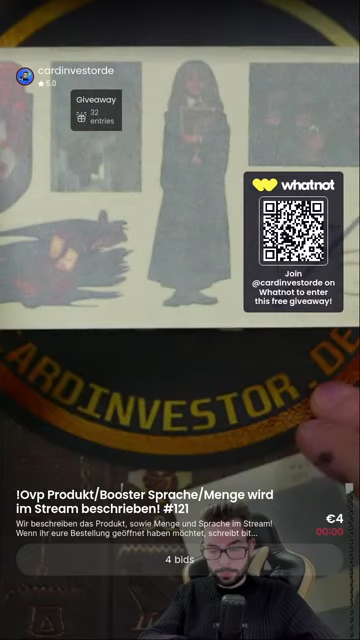 cardinvestorde
5.0
Giveaway
32
entries
whatnot
Join
@cardinvestorde on
Whatnot to enter
this free giveaway!
CARDINVESTOR.DE
!Ovp Produkt/Booster Sprache/Menge wird
im Stream beschrieben! #121
€4
Wir beschreiben das Produkt, sowie Menge und Sprache im Stream!
00:00
Wenn ihr eure Bestellung geöffnet haben möchtet, schreibt bit...
4 bids